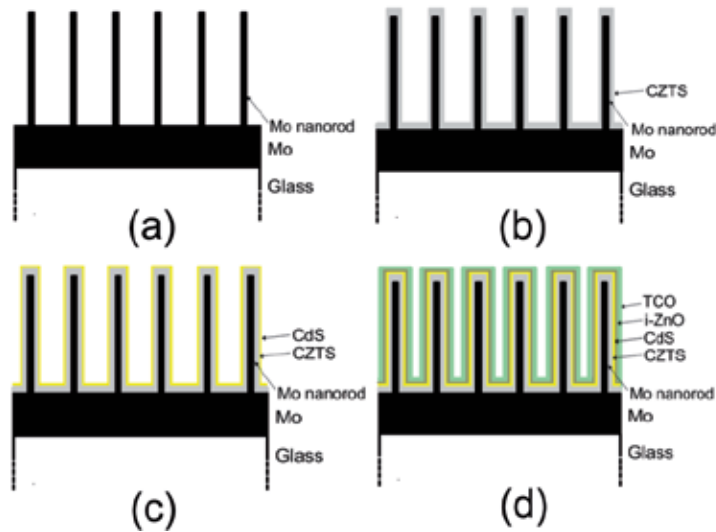 Mo nanorod
Mo
Glass
(a)
CZTS
Mo nanorod
Mo
Glass
(b)
CdS
CZTS
Mo nanorod
Mo
Glass
(c)
TCO
i-ZnO
CdS
CZTS
Mo nanorod
Mo
Glass
(d)